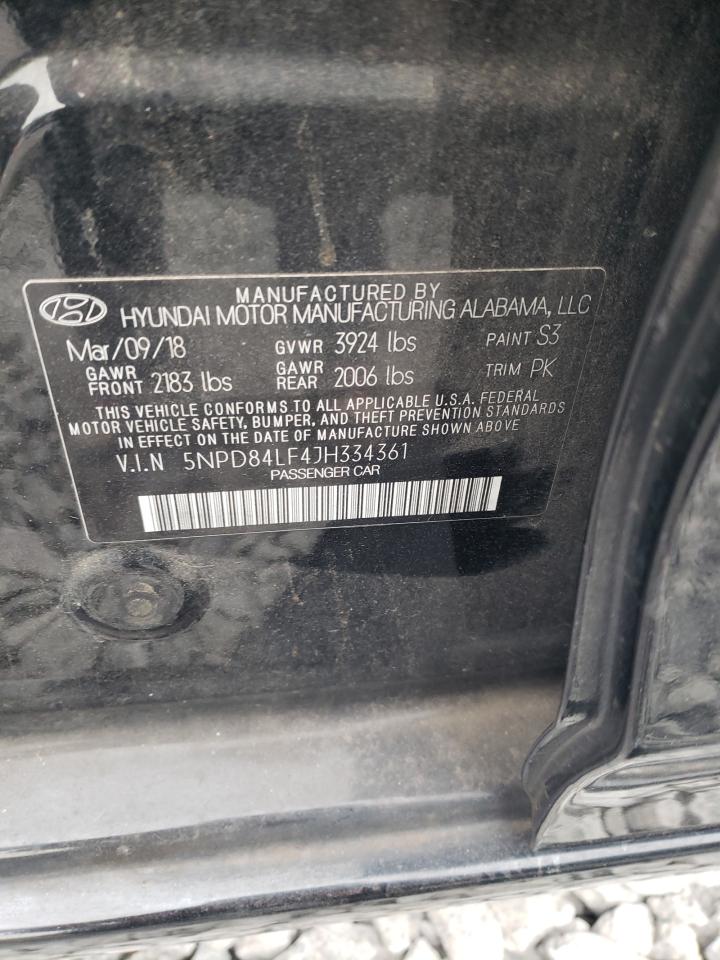 MANUFACTURED BY
HYUNDAI MOTOR MANUFACTURING ALABAMA, LLC
Mar/09/18 GVWR 3924 lbs PAINT S3
GAWR FRONT 2183 lbs GAWR REAR 2006 lbs TRIM PK
THIS VEHICLE CONFORMS TO ALL APPLICABLE U.S.A. FEDERAL
MOTOR VEHICLE SAFETY, BUMPER, AND THEFT PREVENTION STANDARDS
IN EFFECT ON THE DATE OF MANUFACTURE SHOWN ABOVE
V.I.N 5NPD84LF4JH334361
PASSENGER CAR